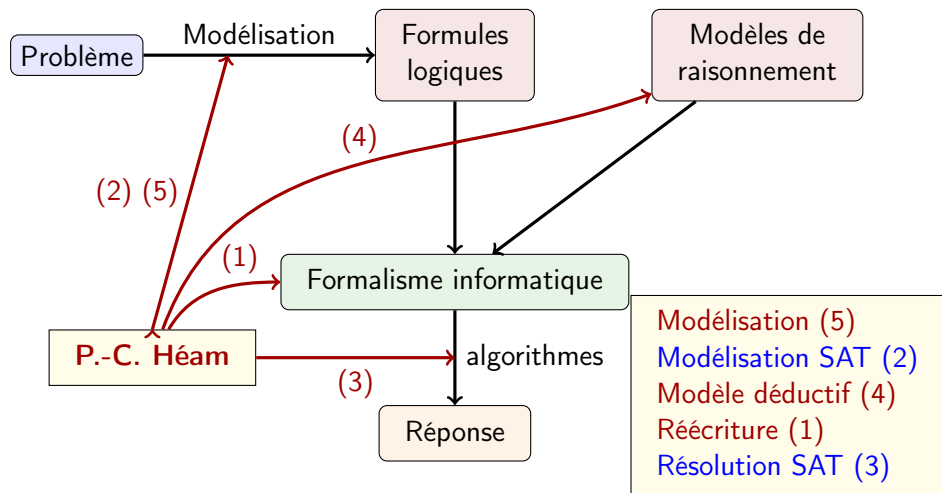 Problème
Modélisation
Formules
logiques
Modèles de
raisonnement
(4)
(2) (5)
(1)
Formalisme informatique
P.-C. Héam
(3)
algorithmes
Réponse
Modélisation (5)
Modélisation SAT (2)
Modèle déductif (4)
Réécriture (1)
Résolution SAT (3)